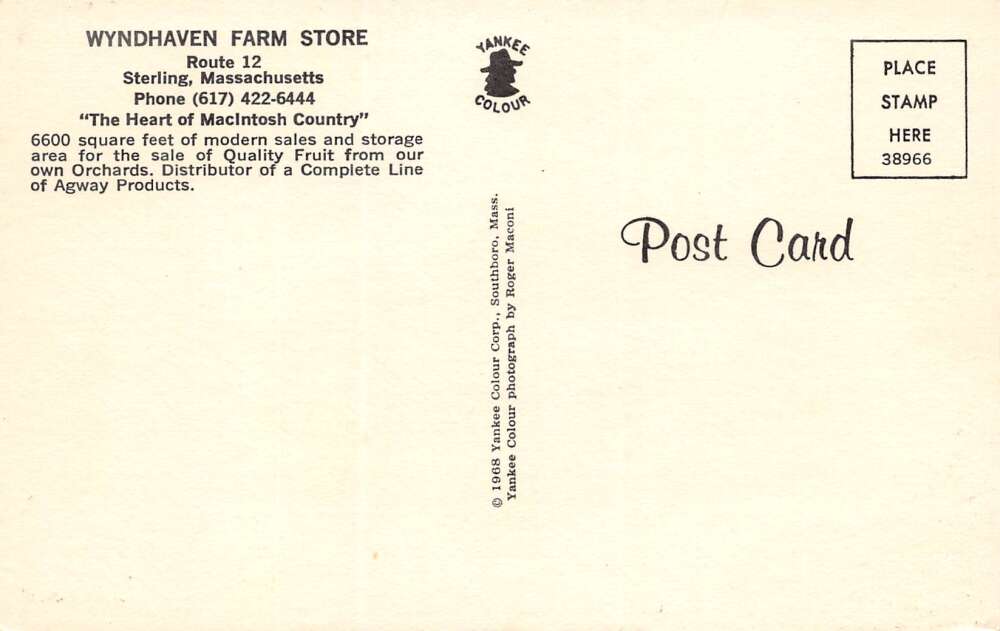 WYNDHAVEN FARM STORE
Route 12
Sterling, Massachusetts
Phone (617) 422-6444
"The Heart of MacIntosh Country"
6600 square feet of modern sales and storage
area for the sale of Quality Fruit from our
own Orchards. Distributor of a Complete Line
of Agway Products.
YANKEE
COLOUR
© 1968 Yankee Colour Corp., Southboro, Mass.
Yankee Colour photograph by Roger Maconi
PLACE
STAMP
HERE
38966
Post Card